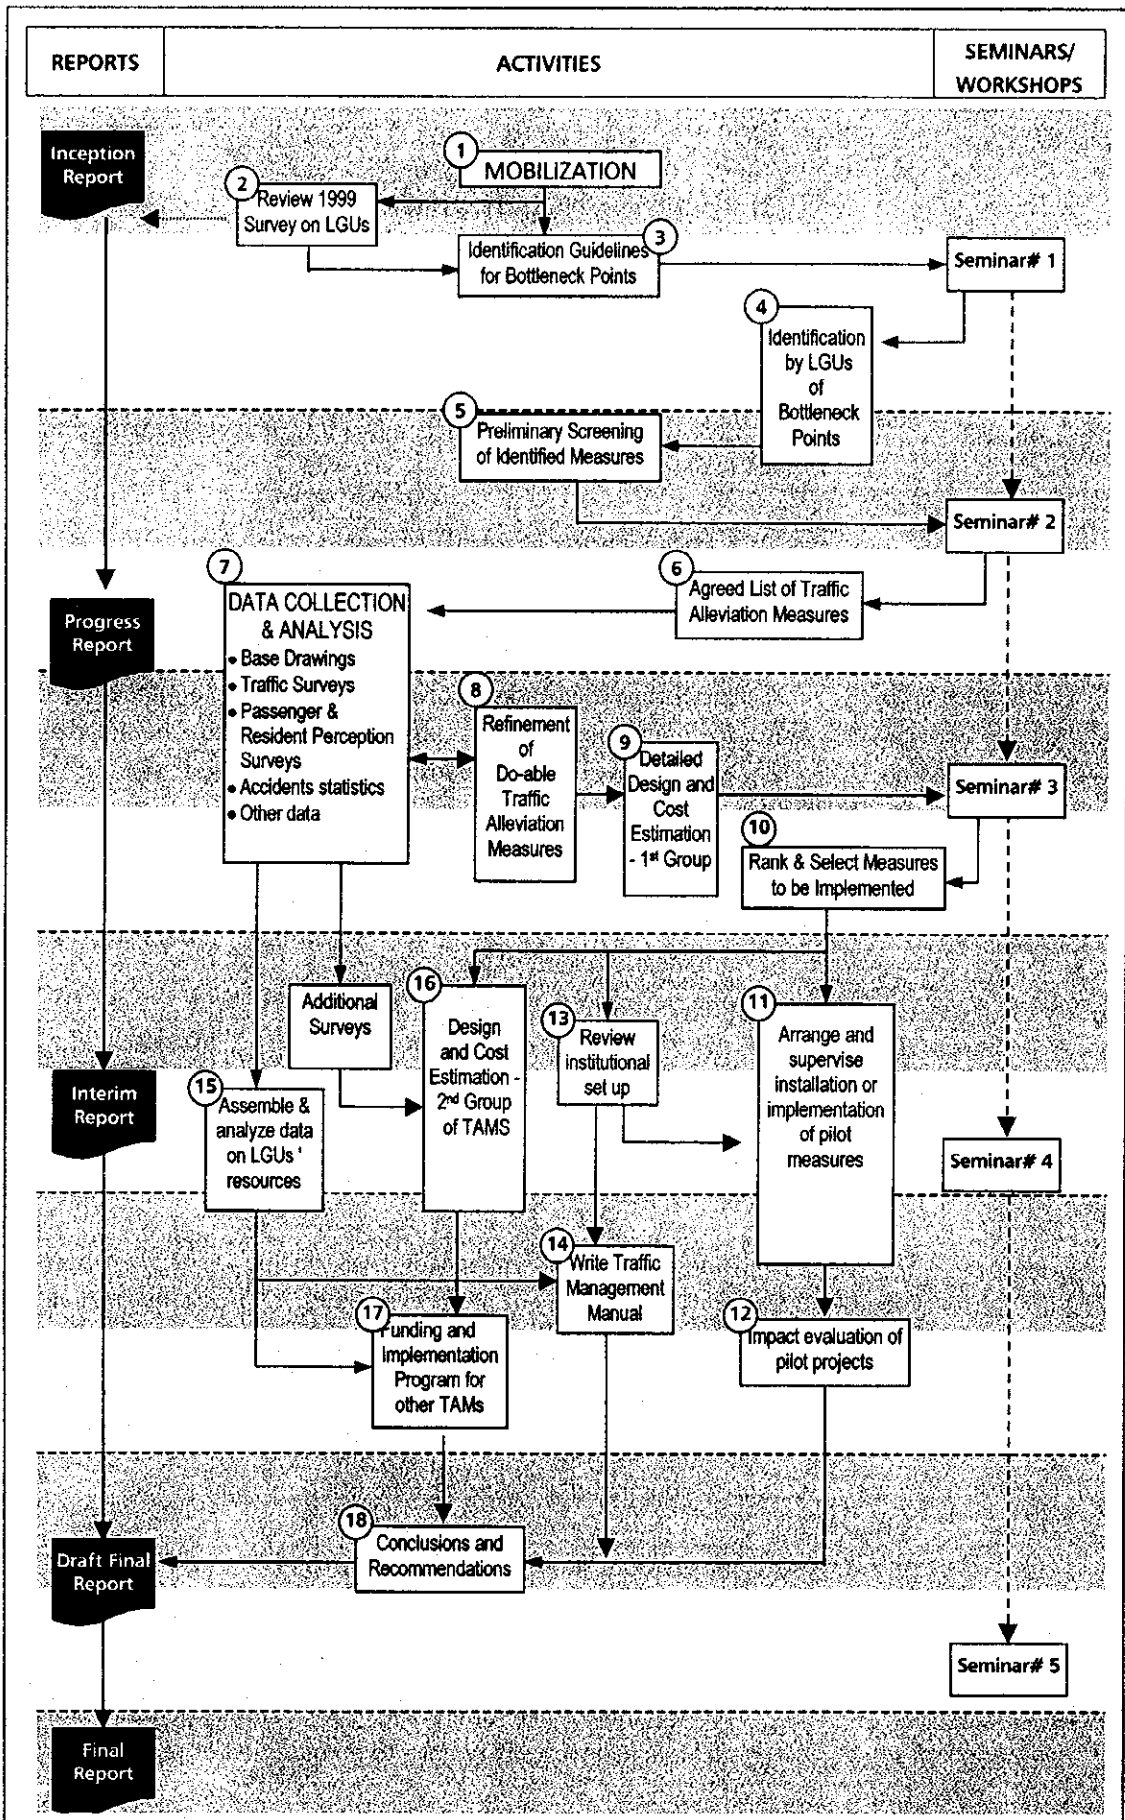 REPORTS
ACTIVITIES
SEMINARS/
WORKSHOPS
Inception
Report
1
MOBILIZATION
2
Review 1999
Survey on LGUs
3
Identification Guidelines
for Bottleneck Points
Seminar# 1
4
Identification
by LGUs
of
Bottleneck
Points
5
Preliminary Screening
of Identified Measures
Seminar# 2
6
Agreed List of Traffic
Alleviation Measures
7
DATA COLLECTION
& ANALYSIS
• Base Drawings
• Traffic Surveys
• Passenger &
Resident Perception
Surveys
• Accidents statistics
• Other data
Progress
Report
8
Refinement
of
Do-able
Traffic
Alleviation
Measures
9
Detailed
Design and
Cost
Estimation
- 1st Group
Seminar# 3
10
Rank & Select Measures
to be Implemented
Additional
Surveys
16
Design
and Cost
Estimation -
2nd Group
of TAMS
13
Review
institutional
set up
11
Arrange and
supervise
installation or
implementation
of pilot
measures
Interim
Report
15
Assemble &
analyze data
on LGUs '
resources
Seminar# 4
14
Write Traffic
Management
Manual
17
Funding and
Implementation
Program for
other TAMs
12
Impact evaluation of
pilot projects
18
Conclusions and
Recommendations
Draft Final
Report
Seminar# 5
Final
Report